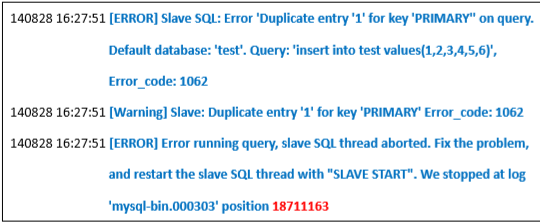 140828 16:27:51 [ERROR] Slave SQL: Error 'Duplicate entry '1' for key 'PRIMARY'' on query.
Default database: 'test'. Query: 'insert into test values(1,2,3,4,5,6)',
Error_code: 1062
140828 16:27:51 [Warning] Slave: Duplicate entry '1' for key 'PRIMARY' Error_code: 1062
140828 16:27:51 [ERROR] Error running query, slave SQL thread aborted. Fix the problem,
and restart the slave SQL thread with "SLAVE START". We stopped at log
'mysql-bin.000303' position 18711163